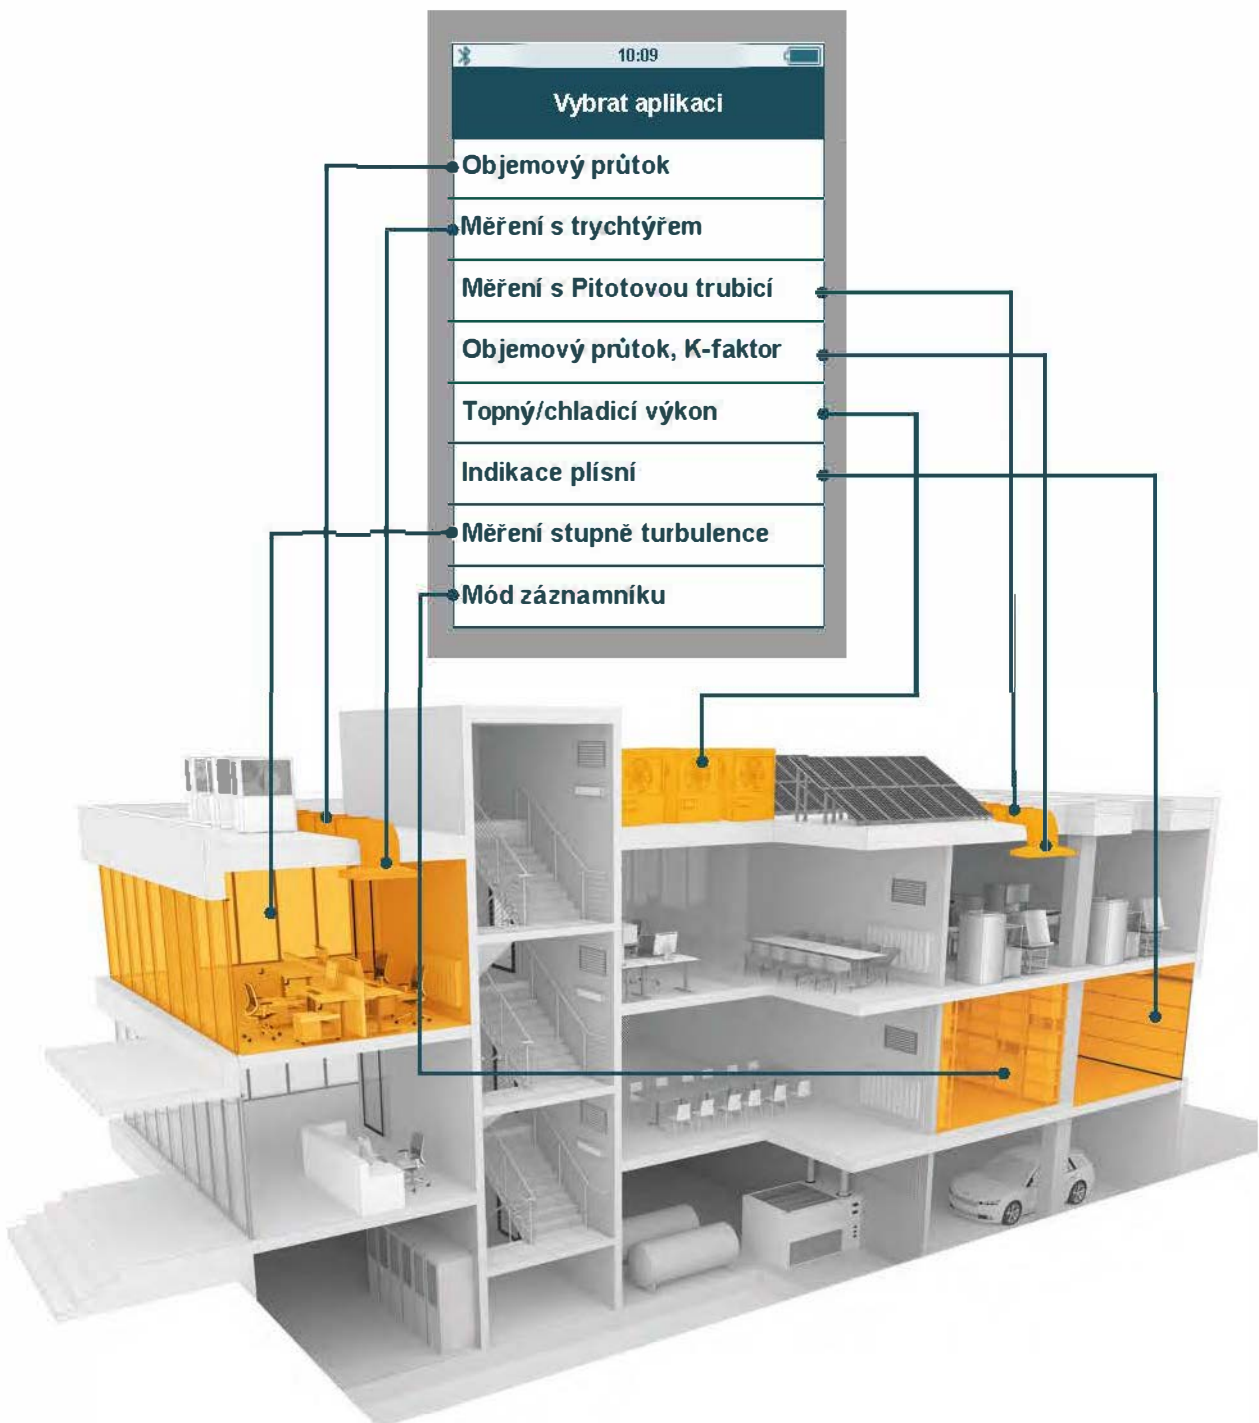 10:09
Vybrat aplikaci
Objemový průtok
Měření s trychtýřem
Měření s Pitotovou trubicí
Objemový průtok, K-faktor
Topný/chladicí výkon
Indikace plísní
Měření stupně turbulence
Mód záznamníku